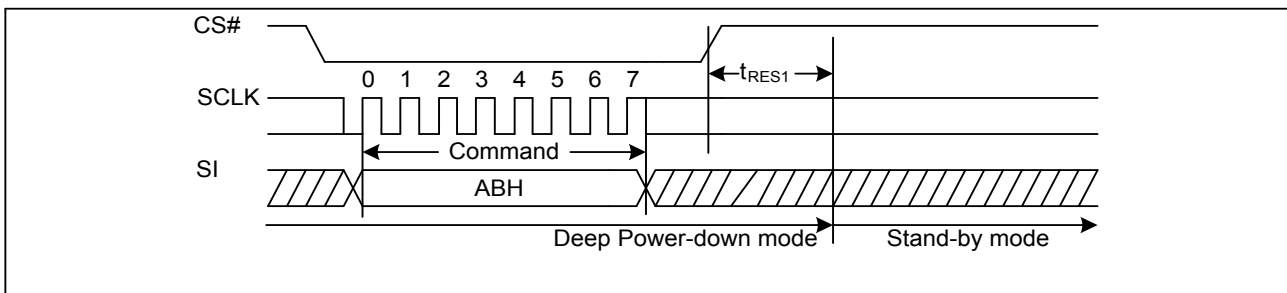 CS#
tRES1
0 1 2 3 4 5 6 7
SCLK
Command
SI
ABH
Deep Power-down mode Stand-by mode